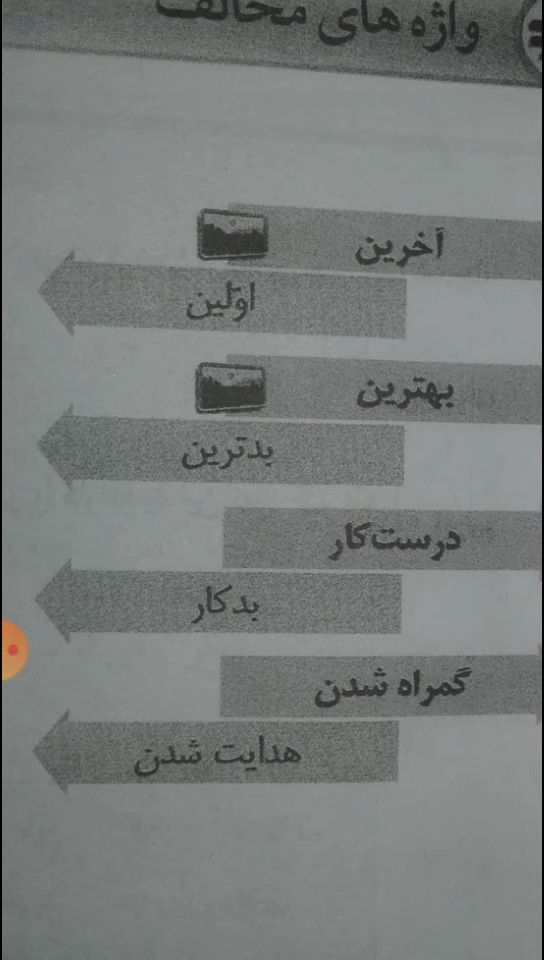 واژه های مخالف
آخرین
اوّلین
بهترین
بدترین
درست‌کار
بدکار
گمراه شدن
هدایت شدن